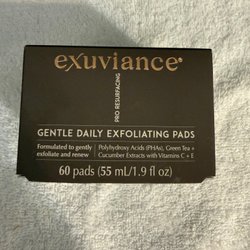 exuviance®
PRO RESURFACING
GENTLE DAILY EXFOLIATING PADS
Formulated to gently
exfoliate and renew
Polyhydroxy Acids (PHAs), Green Tea +
Cucumber Extracts with Vitamins C + E
60 pads (55 mL/1.9 fl oz)